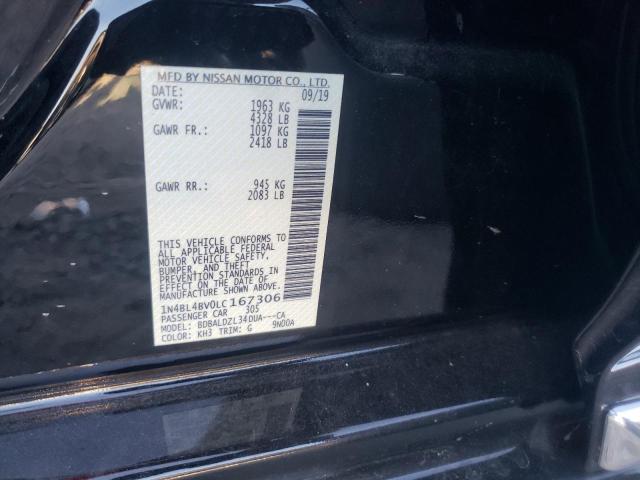 MFD BY NISSAN MOTOR CO., LTD.
DATE: 09/19
GVWR: 1963 KG
4328 LB
GAWR FR.: 1097 KG
2418 LB
GAWR RR.: 945 KG
2083 LB
THIS VEHICLE CONFORMS TO
ALL APPLICABLE FEDERAL
MOTOR VEHICLE SAFETY,
BUMPER, AND THEFT
PREVENTION STANDARDS IN
EFFECT ON THE DATE OF
MANUFACTURE SHOWN ABOVE.
1N4BL4BV0LC167306
PASSENGER CAR 305
MODEL: BDBALDZL34DUA---CA
COLOR: KH3 TRIM: G 9NDOA